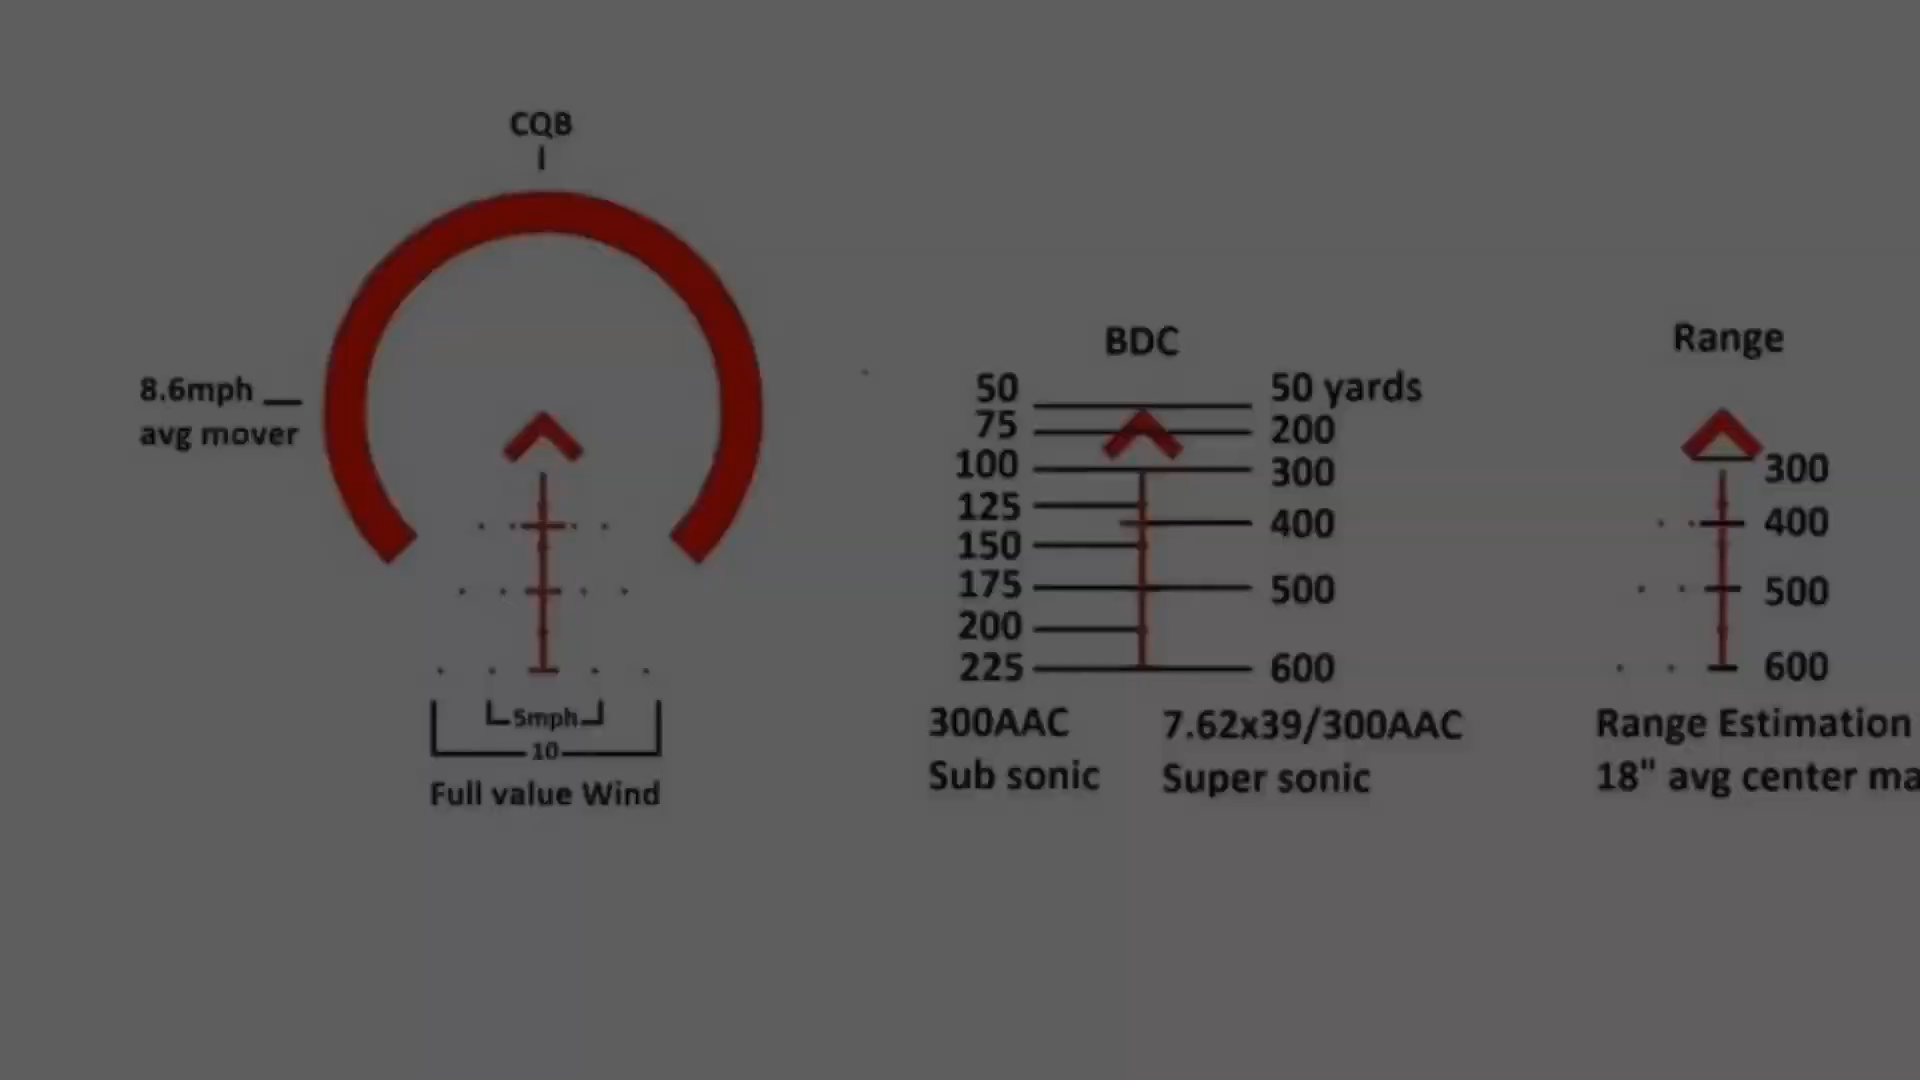 CQB
8.6mph
avg mover
5mph
10
Full value Wind
BDC
50
75
100
125
150
175
200
225
50 yards
200
300
400
500
600
300AAC
Sub sonic
7.62x39/300AAC
Super sonic
Range
300
400
500
600
Range Estimation
18" avg center ma